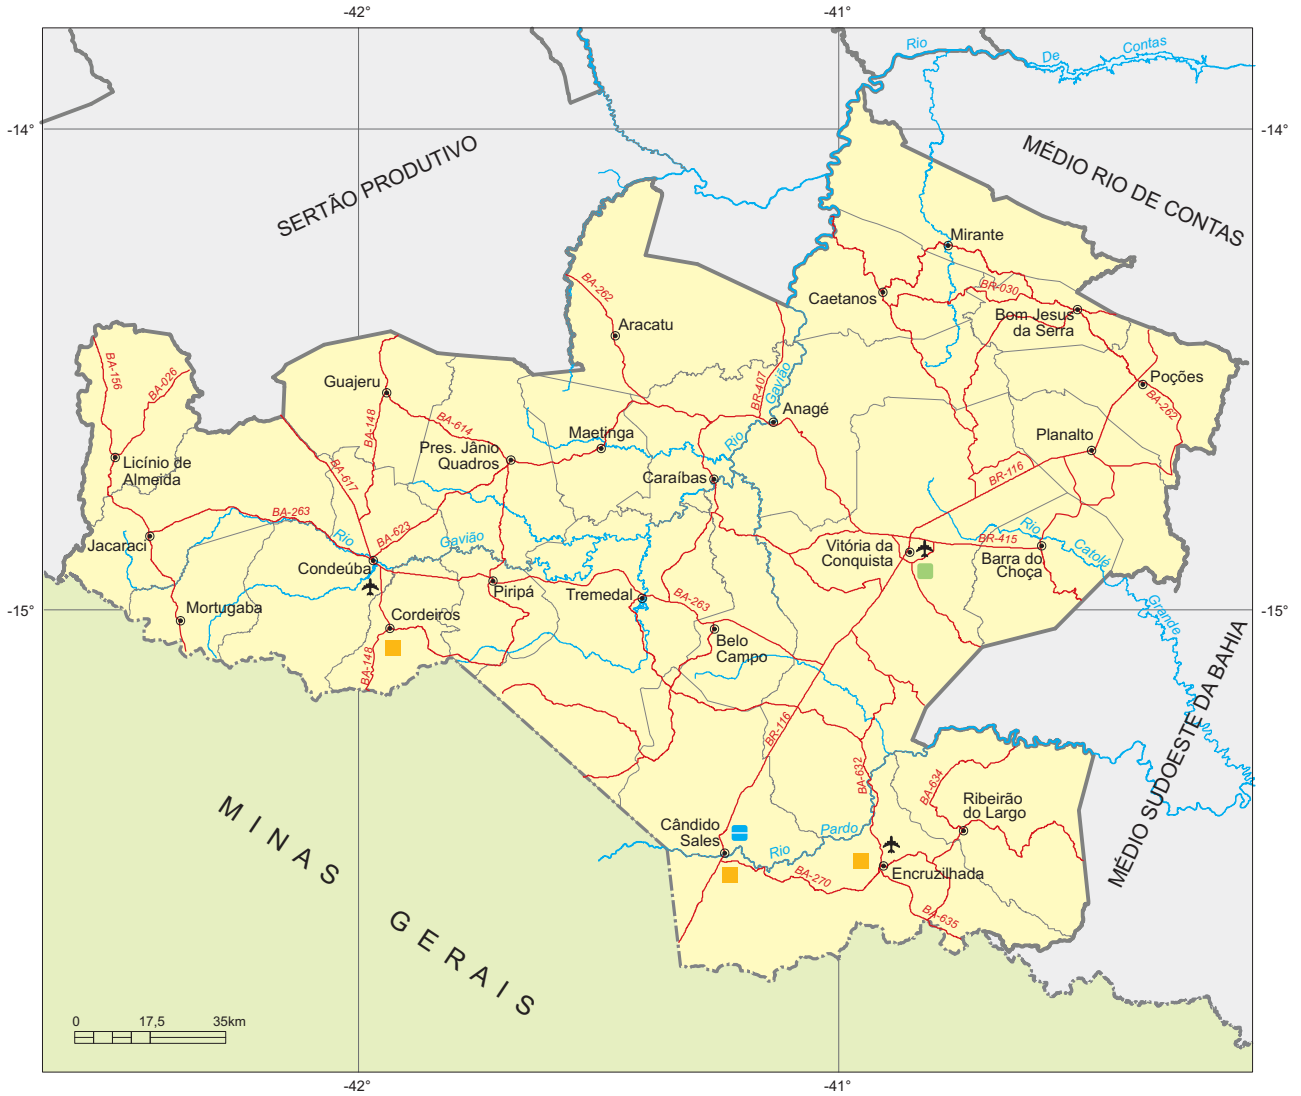 -42°
-41°
Rio
De
Contas
-14°
-14°
SERTÃO PRODUTIVO
MÉDIO RIO DE CONTAS
Mirante
BA-262
BR-030
Caetanos
Bom Jesus
da Serra
Aracatu
BA-156
BA-026
Guajeru
BR-407
Gavião
Poções
BA-262
Anagé
BA-148
BA-614
Maetinga
Rio
Planalto
Pres. Jânio
Quadros
Licínio de
Almeida
BA-617
Caraíbas
BR-116
BA-263
Rio
BA-623
Gavião
Rio
Catolé
Jacaraci
Vitória da
Conquista
BR-415
Barra do
Choça
Condeúba
Piripá
Tremedal
BA-263
Mortugaba
Cordeiros
Grande
-15°
-15°
Belo
Campo
BA-148
MÉDIO SUDOESTE DA BAHIA
BR-116
BA-632
BA-634
MINAS GERAIS
Ribeirão
do Largo
Cândido
Sales
Pardo
Rio
BA-270
Encruzilhada
BA-635
0
17,5
35km
-42°
-41°